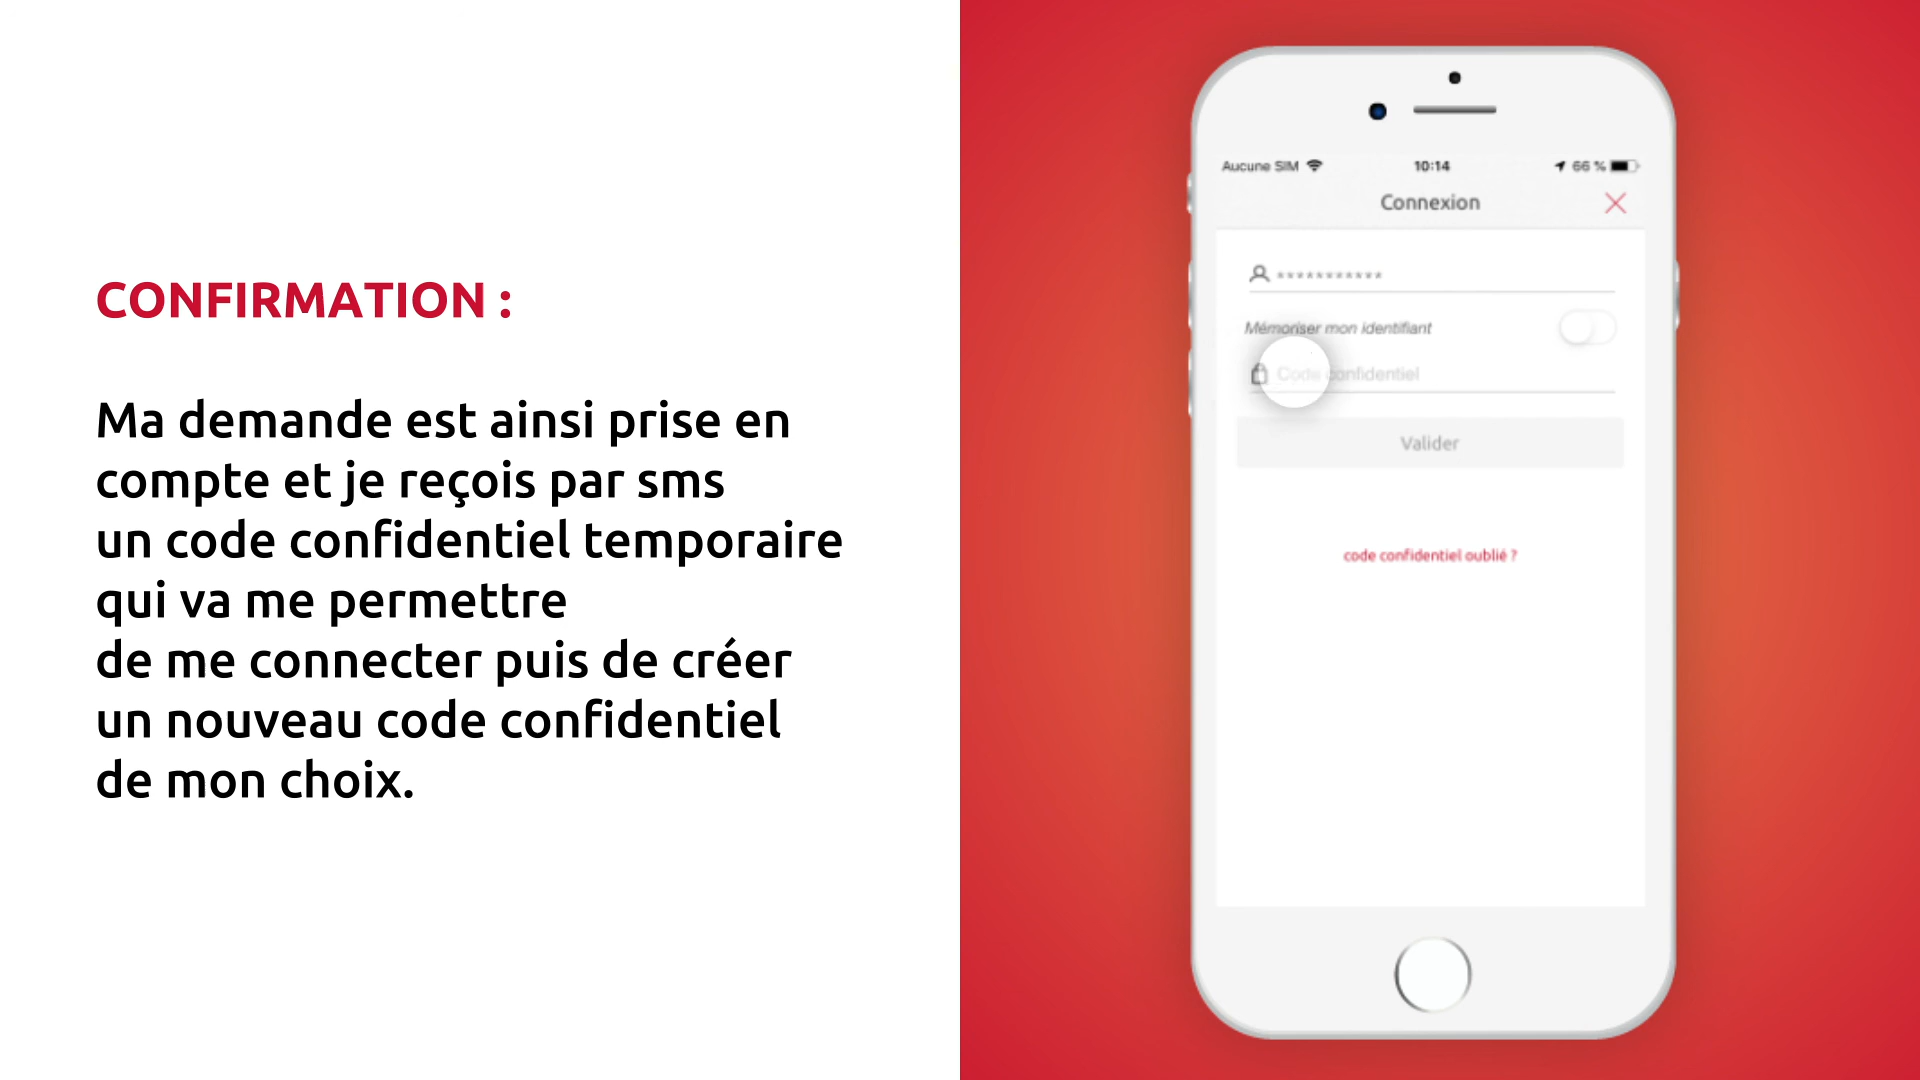 CONFIRMATION :
Ma demande est ainsi prise en
compte et je reçois par sms
un code confidentiel temporaire
qui va me permettre
de me connecter puis de créer
un nouveau code confidentiel
de mon choix.
Aucune SIM 10:14 66 %
Connexion
***********
Mémoriser mon identifiant
Code confidentiel
Valider
code confidentiel oublié ?